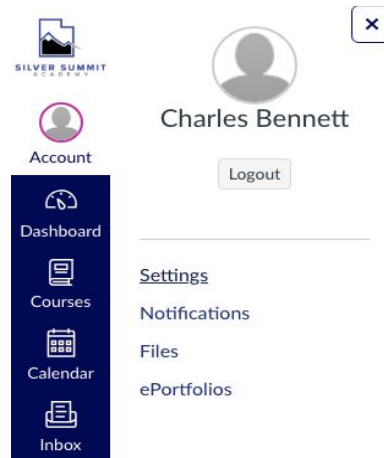 SILVER SUMMIT
ACADEMY
Account
Dashboard
Courses
Calendar
Inbox
×
Charles Bennett
Logout
Settings
Notifications
Files
ePortfolios